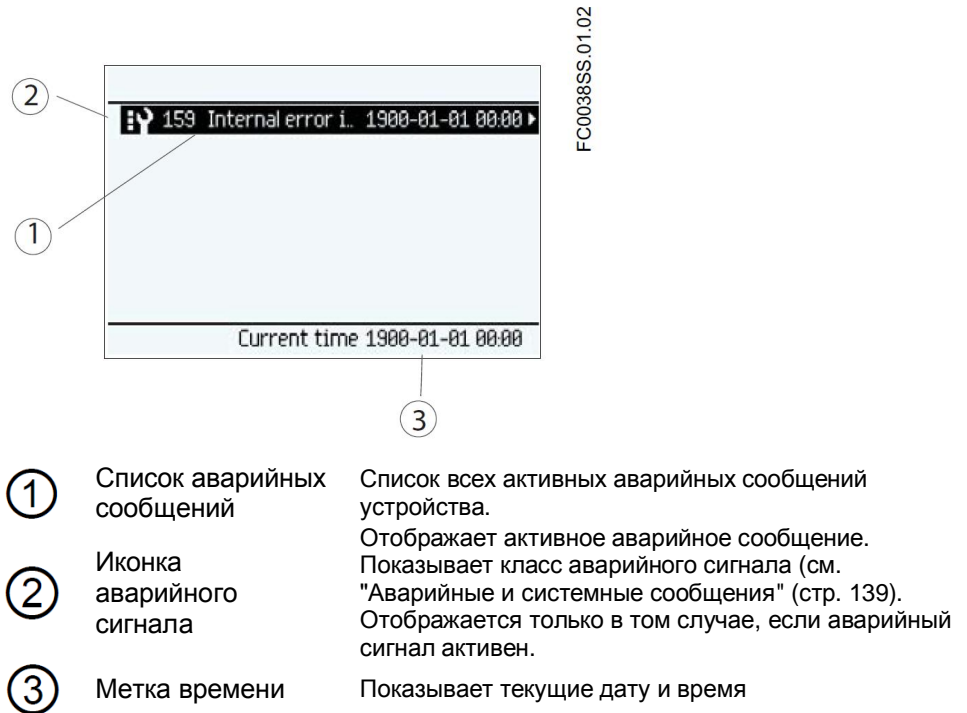 FC0038SS.01.02
2
159 Internal error i.. 1900-01-01 00:00
1
Current time 1900-01-01 00:00
3
1 Список аварийных сообщений
Список всех активных аварийных сообщений
устройства.
2 Иконка
аварийного
сигнала
Отображает активное аварийное сообщение.
Показывает класс аварийного сигнала (см.
"Аварийные и системные сообщения" (стр. 139).
Отображается только в том случае, если аварийный
сигнал активен.
3 Метка времени
Показывает текущие дату и время